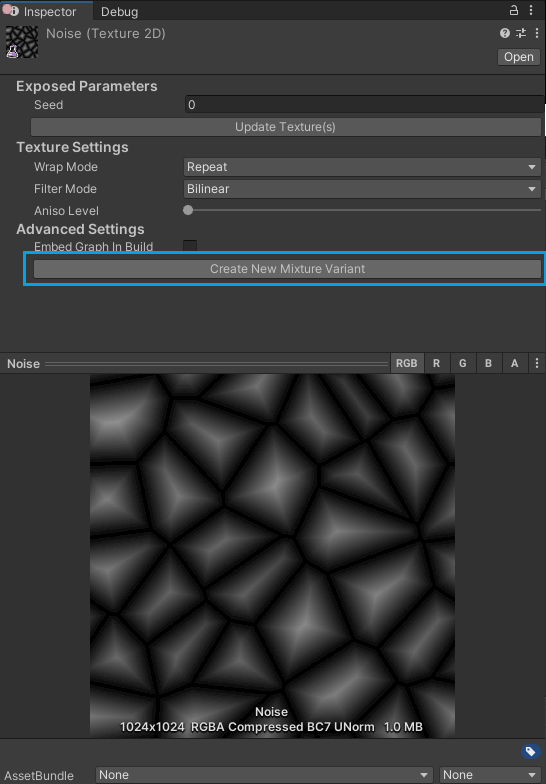 Inspector Debug
Noise (Texture 2D)
Open
Exposed Parameters
Seed 0
Update Texture(s)
Texture Settings
Wrap Mode Repeat
Filter Mode Bilinear
Aniso Level
Advanced Settings
Embed Graph In Build
Create New Mixture Variant
Noise RGB R G B A
Noise
1024x1024 RGBA Compressed BC7 UNorm 1.0 MB
AssetBundle None None